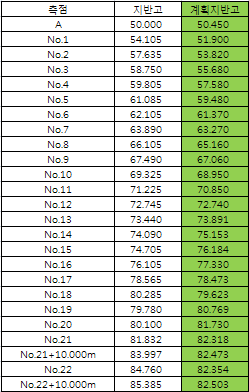 측점 지반고 계획지반고
A 50.000 50.450
No.1 54.105 51.900
No.2 57.635 53.820
No.3 58.750 55.680
No.4 59.805 57.580
No.5 61.085 59.480
No.6 62.105 61.370
No.7 63.890 63.270
No.8 66.105 65.160
No.9 67.490 67.060
No.10 69.325 68.950
No.11 71.225 70.850
No.12 72.745 72.740
No.13 73.440 73.891
No.14 74.090 75.153
No.15 74.705 76.184
No.16 76.105 77.330
No.17 78.565 78.473
No.18 80.285 79.623
No.19 79.780 80.769
No.20 80.100 81.730
No.21 81.832 82.318
No.21+10.000m 83.997 82.473
No.22 84.760 82.354
No.22+10.000m 85.385 82.503